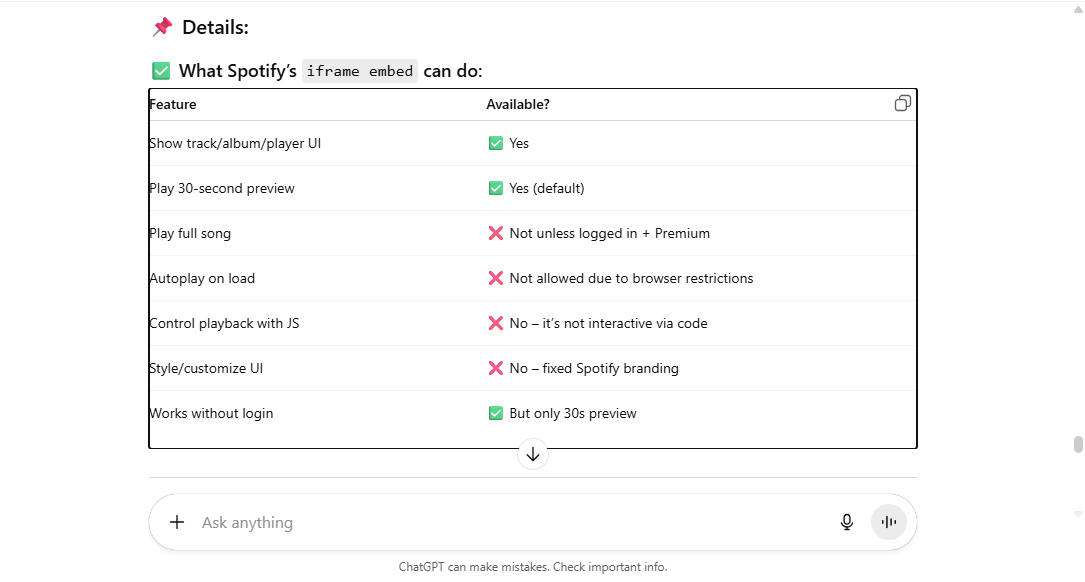 📌 Details:
✅ What Spotify’s iframe embed can do:
Feature Available?
Show track/album/player UI ✅ Yes
Play 30-second preview ✅ Yes (default)
Play full song ❌ Not unless logged in + Premium
Autoplay on load ❌ Not allowed due to browser restrictions
Control playback with JS ❌ No – it’s not interactive via code
Style/customize UI ❌ No – fixed Spotify branding
Works without login ✅ But only 30s preview
Ask anything
ChatGPT can make mistakes. Check important info.